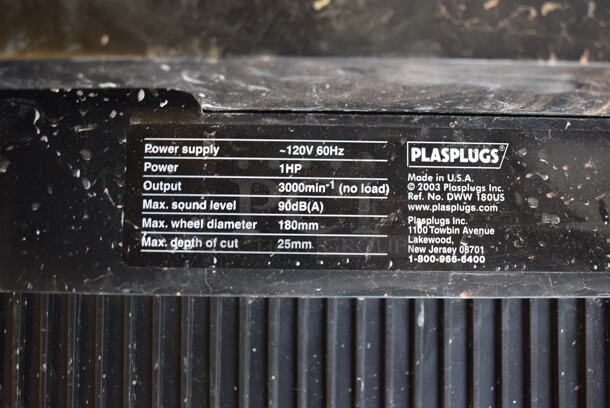 Power supply ~120V 60Hz
Power 1HP
Output 3000min-1 (no load)
Max. sound level 90dB(A)
Max. wheel diameter 180mm
Max. depth of cut 25mm
PLASPLUGS
Made in U.S.A.
© 2003 Plasplugs Inc.
Ref. No. DWW 180US
www.plasplugs.com
Plasplugs Inc.
1100 Towbin Avenue
Lakewood,
New Jersey 08701
1-800-966-6400